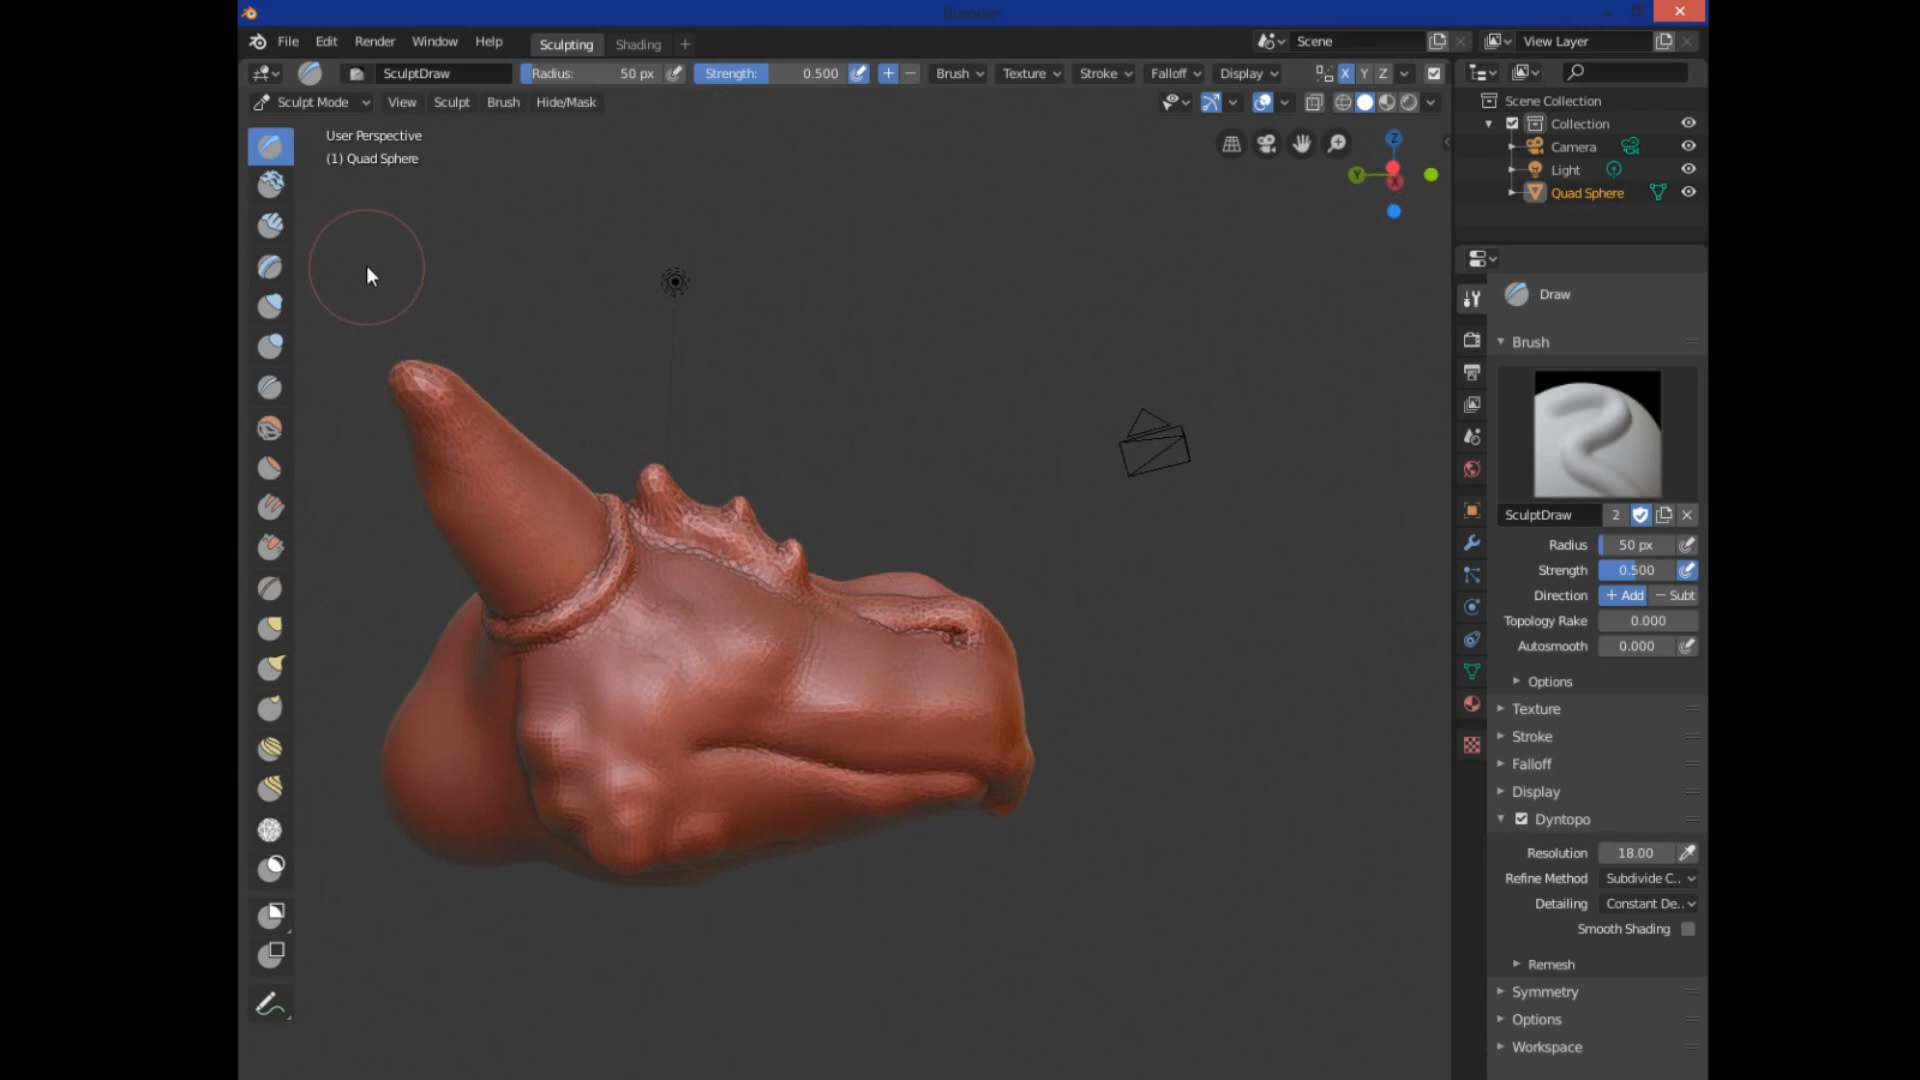 Blender
File Edit Render Window Help Sculpting Shading + Scene View Layer
SculptDraw Radius: 50 px Strength: 0.500 + − Brush Texture Stroke Falloff Display X Y Z
Sculpt Mode View Sculpt Brush Hide/Mask
User Perspective
(1) Quad Sphere
Z
Y
X
Scene Collection
Collection
Camera
Light
Quad Sphere
Draw
Brush
SculptDraw 2
Radius 50 px
Strength 0.500
Direction + Add − Subt
Topology Rake 0.000
Autosmooth 0.000
Options
Texture
Stroke
Falloff
Display
Dyntopo
Resolution 18.00
Refine Method Subdivide C..
Detailing Constant De..
Smooth Shading
Remesh
Symmetry
Options
Workspace